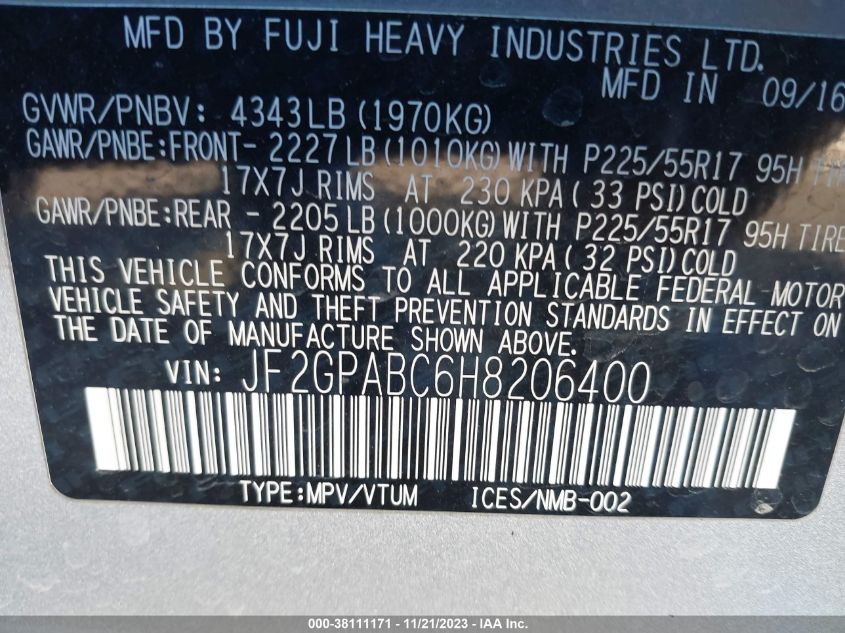 MFD BY FUJI HEAVY INDUSTRIES LTD.
MFD IN 09/16
GVWR/PNBV: 4343LB (1970KG)
GAWR/PNBE:FRONT- 2227 LB (1010KG) WITH P225/55R17 95H
17X7J RIMS AT 230 KPA ( 33 PSI) COLD
GAWR/PNBE:REAR - 2205 LB (1000KG) WITH P225/55R17 95H TIRE
17X7J RIMS AT 220 KPA ( 32 PSI) COLD
THIS VEHICLE CONFORMS TO ALL APPLICABLE FEDERAL MOTOR
VEHICLE SAFETY AND THEFT PREVENTION STANDARDS IN EFFECT ON
THE DATE OF MANUFACTURE SHOWN ABOVE.
VIN: JF2GPABC6H8206400
TYPE:MPV/VTUM ICES/NMB-002
000-38111171 - 11/21/2023 - IAAI.COM